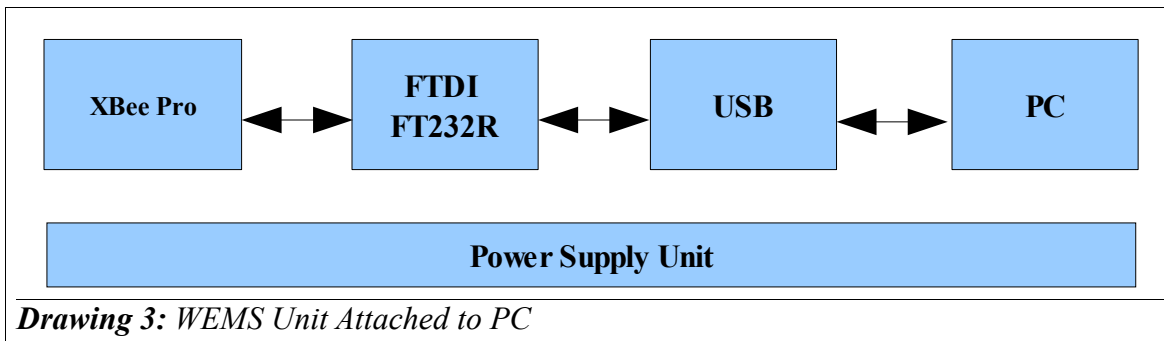 XBee Pro
FTDI
FT232R
USB
PC
Power Supply Unit
Drawing 3: WEMS Unit Attached to PC